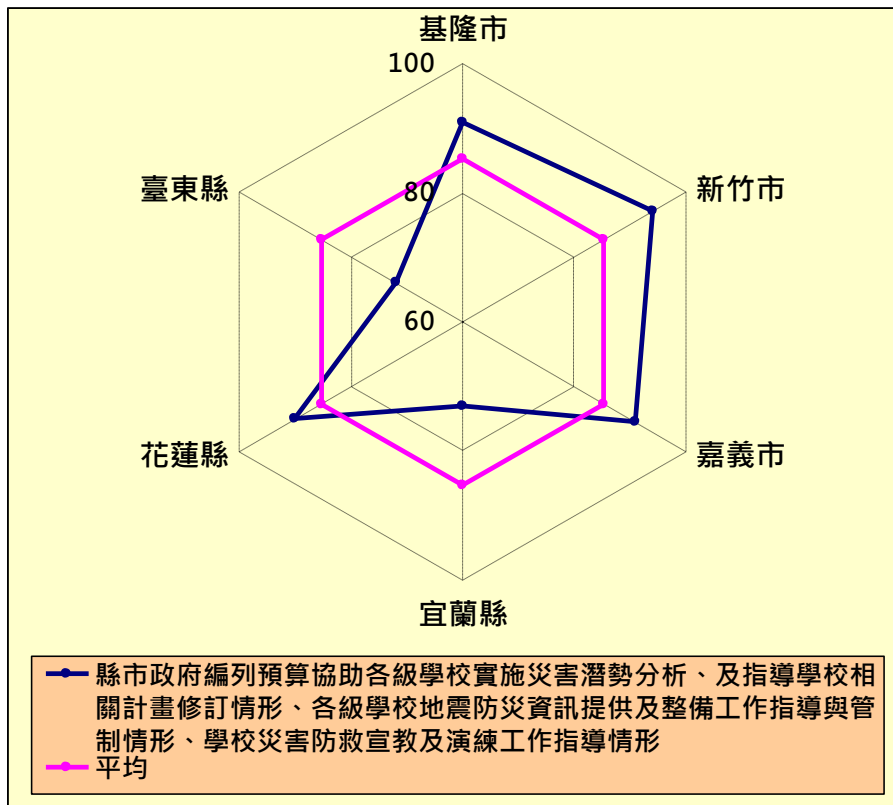 基隆市
100
臺東縣
80
新竹市
60
花蓮縣
嘉義市
宜蘭縣
縣市政府編列預算協助各級學校實施災害潛勢分析、及指導學校相
關計畫修訂情形、各級學校地震防災資訊提供及整備工作指導與管
制情形、學校災害防救宣教及演練工作指導情形
平均